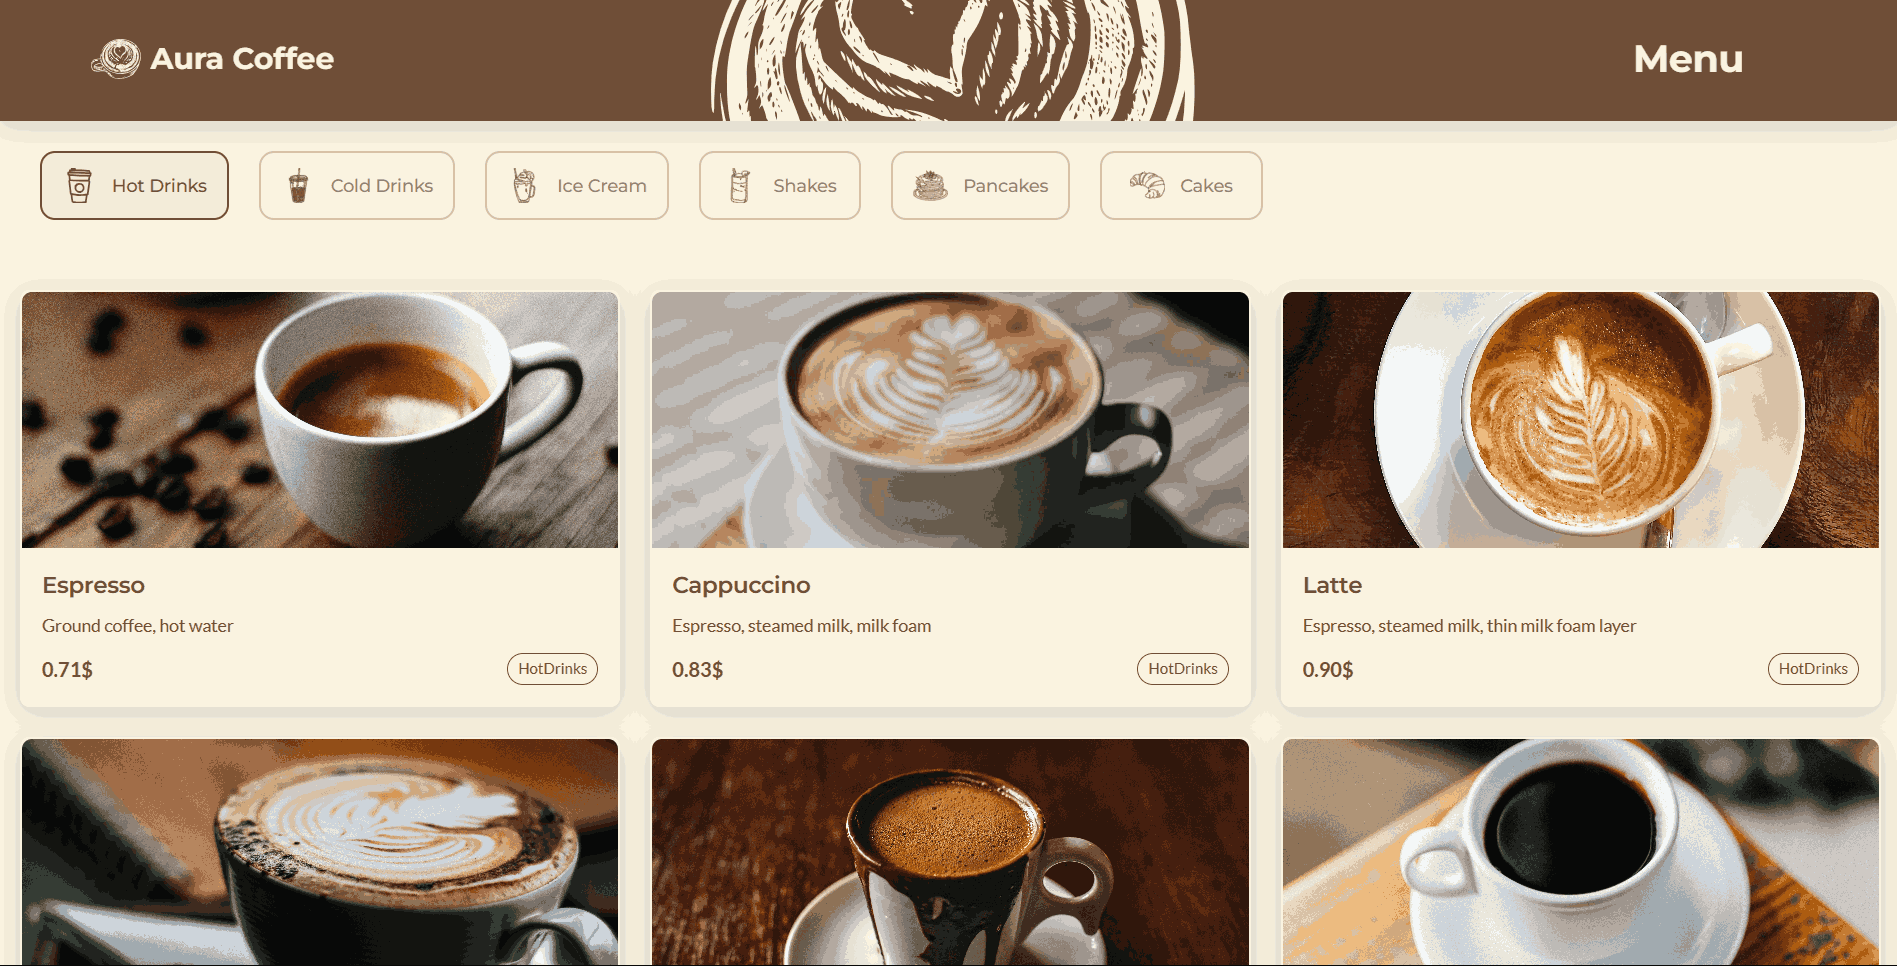 Aura Coffee
Menu
Hot Drinks
Cold Drinks
Ice Cream
Shakes
Pancakes
Cakes
Espresso
Ground coffee, hot water
0.71$
HotDrinks
Cappuccino
Espresso, steamed milk, milk foam
0.83$
HotDrinks
Latte
Espresso, steamed milk, thin milk foam layer
0.90$
HotDrinks